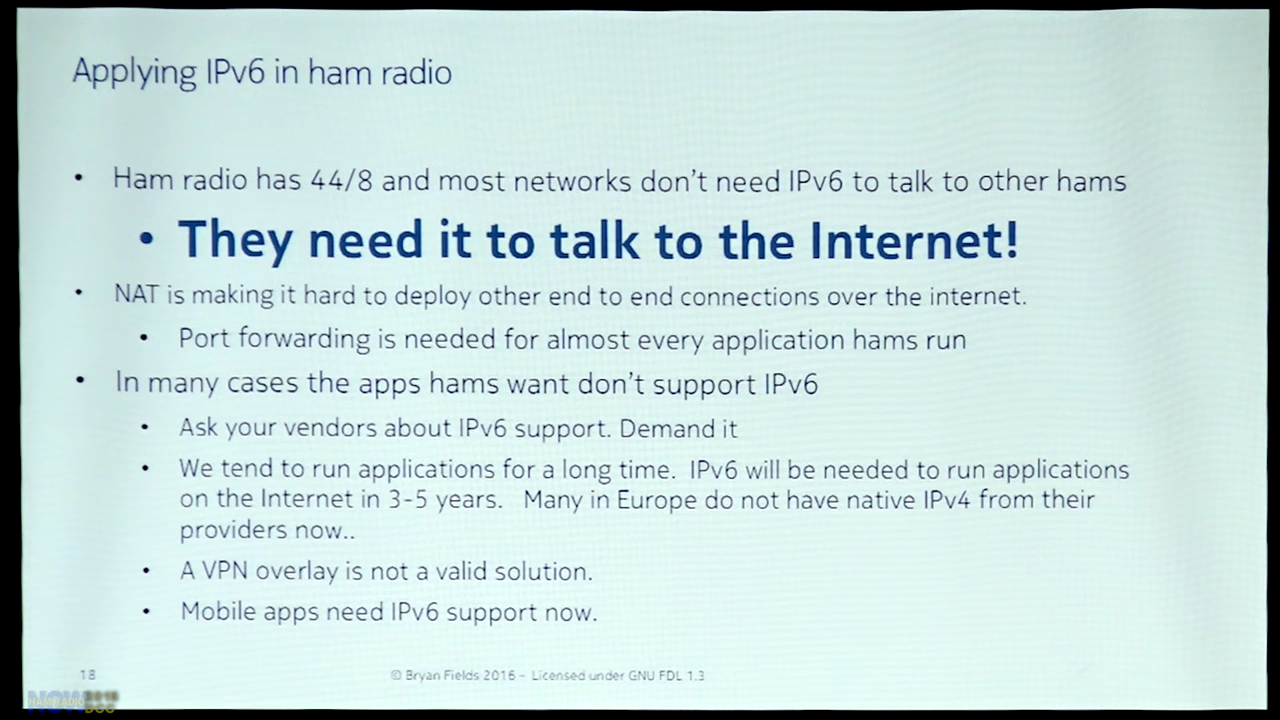 Applying IPv6 in ham radio
• Ham radio has 44/8 and most networks don't need IPv6 to talk to other hams
• They need it to talk to the Internet!
• NAT is making it hard to deploy other end to end connections over the internet.
• Port forwarding is needed for almost every application hams run
• In many cases the apps hams want don't support IPv6
• Ask your vendors about IPv6 support. Demand it
• We tend to run applications for a long time.  IPv6 will be needed to run applications
on the Internet in 3-5 years.   Many in Europe do not have native IPv4 from their
providers now..
• A VPN overlay is not a valid solution.
• Mobile apps need IPv6 support now.
18
© Bryan Fields 2016 – Licensed under GNU FDL 1.3